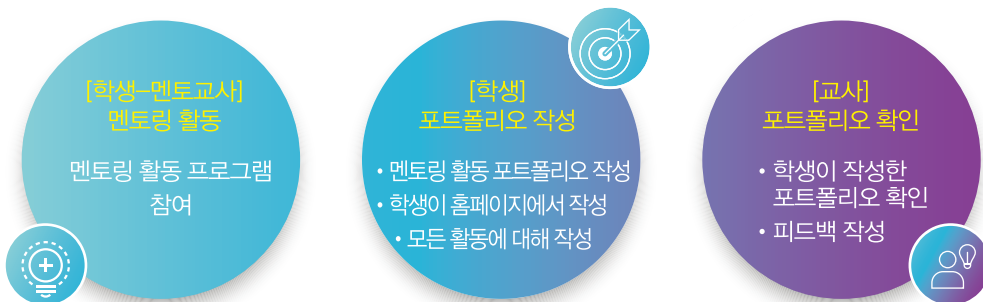 [학생-멘토교사]
멘토링 활동
멘토링 활동 프로그램
참여
[학생]
포트폴리오 작성
• 멘토링 활동 포트폴리오 작성
• 학생이 홈페이지에서 작성
• 모든 활동에 대해 작성
[교사]
포트폴리오 확인
• 학생이 작성한
포트폴리오 확인
• 피드백 작성